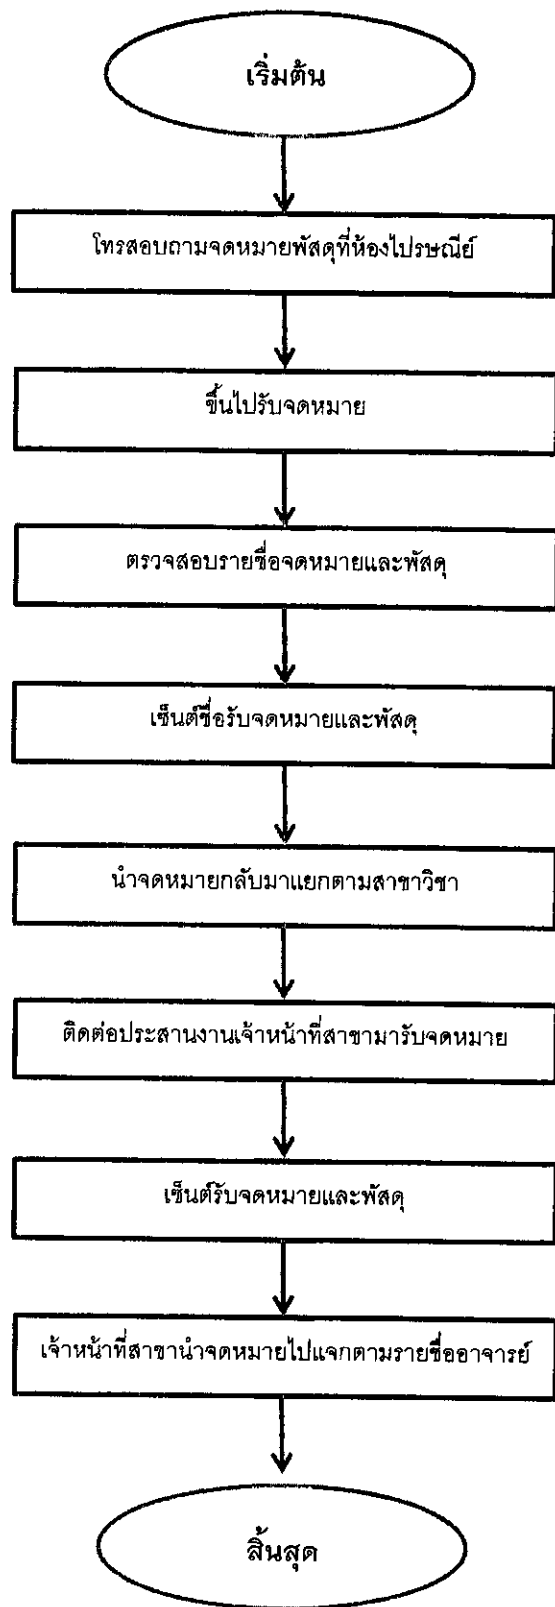 เริ่มต้น
โทรสอบถามจดหมายพัสดุที่ห้องไปรษณีย์
ขึ้นไปรับจดหมาย
ตรวจสอบรายชื่อจดหมายและพัสดุ
เซ็นต์ชื่อรับจดหมายและพัสดุ
นำจดหมายกลับมาแยกตามสาขาวิชา
ติดต่อประสานงานเจ้าหน้าที่สาขามารับจดหมาย
เซ็นต์รับจดหมายและพัสดุ
เจ้าหน้าที่สาขานำจดหมายไปแจกตามรายชื่ออาจารย์
สิ้นสุด